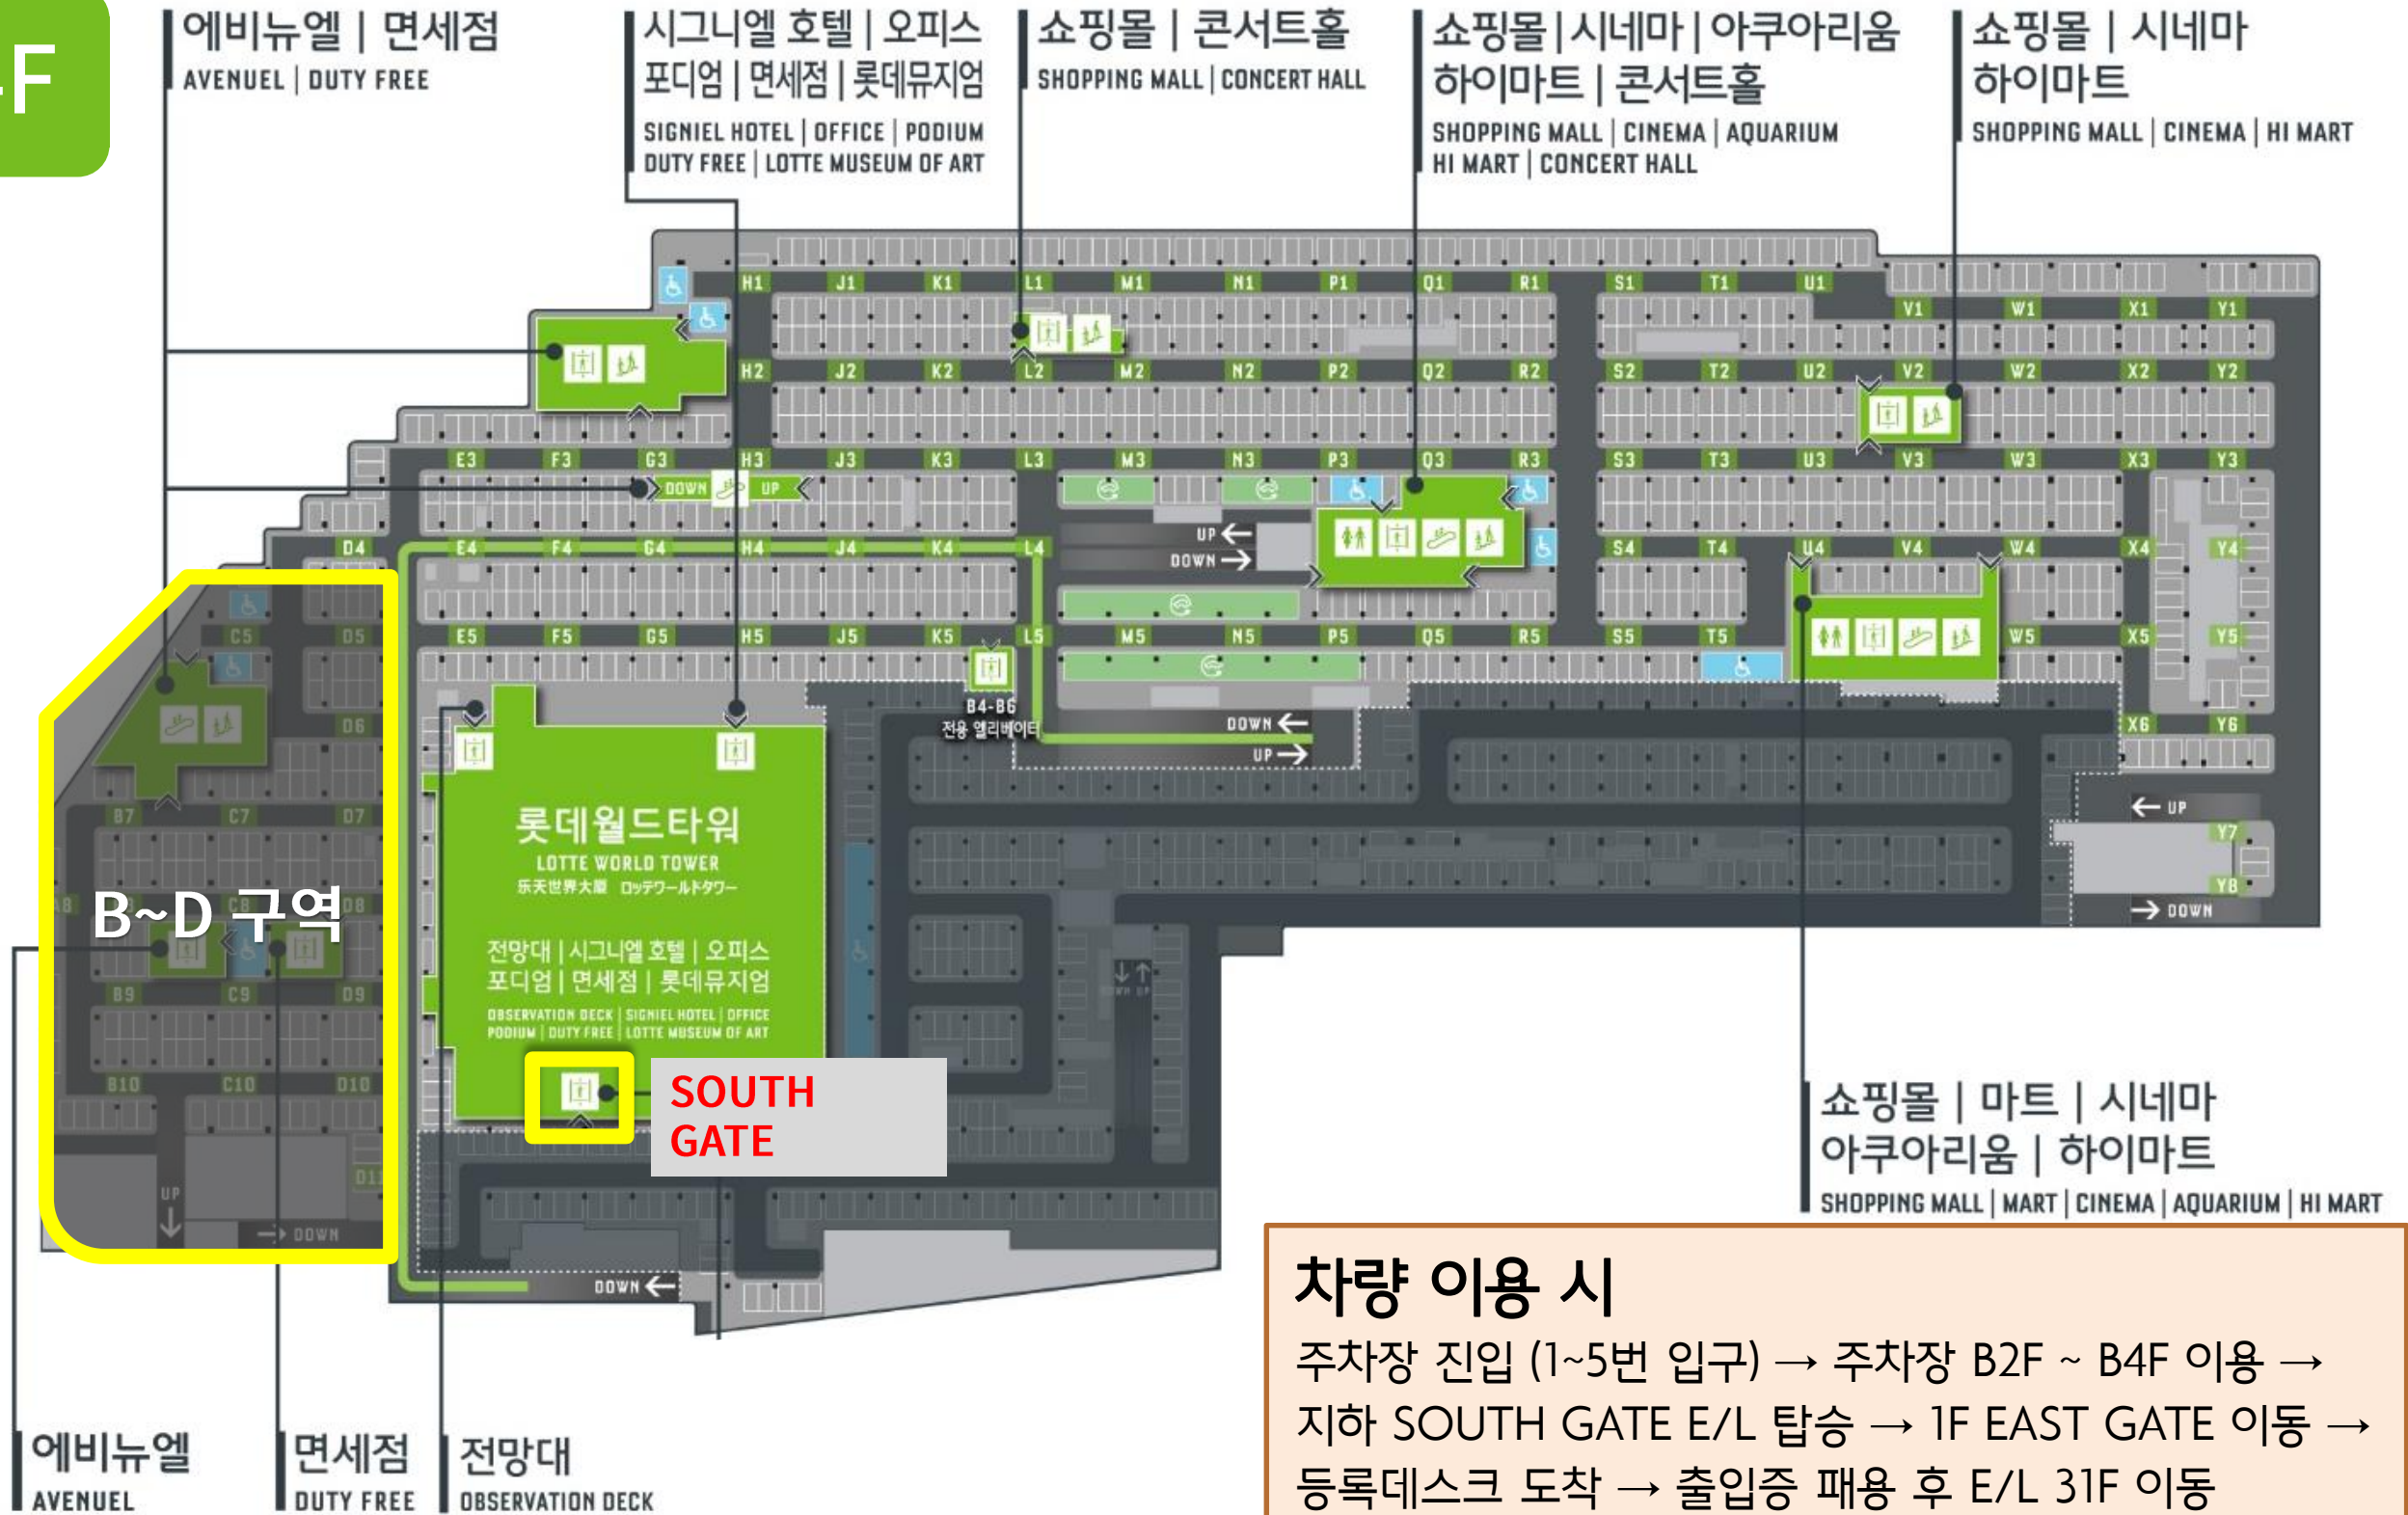 F
에비뉴엘 | 면세점
AVENUEL | DUTY FREE
시그니엘 호텔 | 오피스
포디엄 | 면세점 | 롯데뮤지엄
SIGNIEL HOTEL | OFFICE | PODIUM
DUTY FREE | LOTTE MUSEUM OF ART
쇼핑몰 | 콘서트홀
SHOPPING MALL | CONCERT HALL
쇼핑몰 | 시네마 | 아쿠아리움
하이마트 | 콘서트홀
SHOPPING MALL | CINEMA | AQUARIUM
HI MART | CONCERT HALL
쇼핑몰 | 시네마
하이마트
SHOPPING MALL | CINEMA | HI MART
H1 J1 K1 L1 M1 N1 P1 Q1 R1 S1 T1 U1
V1 W1 X1 Y1
H2 J2 K2 L2 M2 N2 P2 Q2 R2 S2 T2 U2 V2 W2 X2 Y2
E3 F3 G3 H3 J3 K3 L3 M3 N3 P3 Q3 R3 S3 T3 U3 V3 W3 X3 Y3
DOWN UP
UP ←
DOWN →
D4 E4 F4 G4 H4 J4 K4 L4 S4 T4 U4 V4 W4 X4 Y4
C5 D5 E5 F5 G5 H5 J5 K5 L5 M5 N5 P5 Q5 R5 S5 T5 W5 X5 Y5
B4-B6
전용 엘리베이터
DOWN ←
UP →
D6 X6 Y6
← UP
Y7
Y8
→ DOWN
B7 C7 D7
롯데월드타워
LOTTE WORLD TOWER
乐天世界大厦 ロッテワールドタワー
A8 C8 D8
B~D 구역
전망대 | 시그니엘 호텔 | 오피스
포디엄 | 면세점 | 롯데뮤지엄
OBSERVATION DECK | SIGNIEL HOTEL | OFFICE
PODIUM | DUTY FREE | LOTTE MUSEUM OF ART
B9 C9 D9
↓ ↑
DOWN UP
B10 C10 D10
SOUTH
GATE
D11
UP
↓
→ DOWN
DOWN ←
쇼핑몰 | 마트 | 시네마
아쿠아리움 | 하이마트
SHOPPING MALL | MART | CINEMA | AQUARIUM | HI MART
에비뉴엘
AVENUEL
면세점
DUTY FREE
전망대
OBSERVATION DECK
차량 이용 시
주차장 진입 (1~5번 입구) → 주차장 B2F ~ B4F 이용 →
지하 SOUTH GATE E/L 탑승 → 1F EAST GATE 이동 →
등록데스크 도착 → 출입증 패용 후 E/L 31F 이동